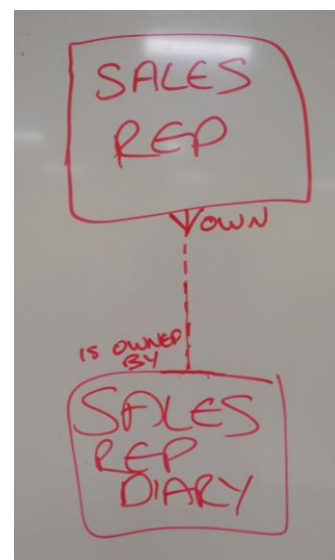 SALES
REP
OWN
IS OWNED
BY
SALES
REP
DIARY